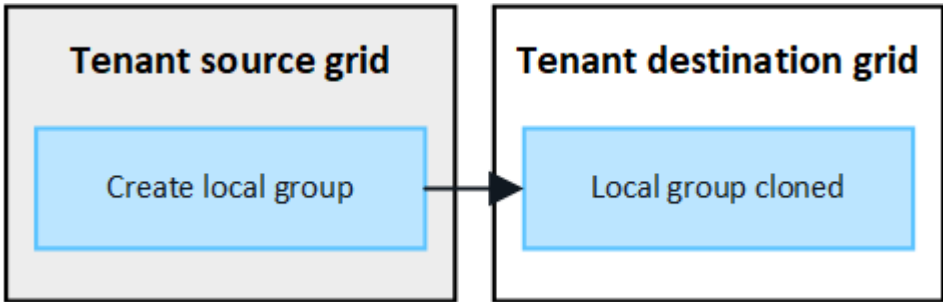 Tenant source grid
Create local group
Tenant destination grid
Local group cloned